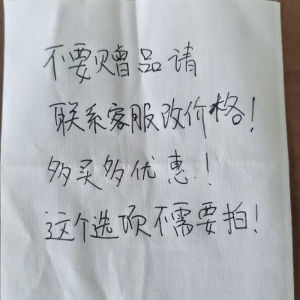 不要赠品请
联系客服改价格！
多买多优惠！
这个选项不需要拍！